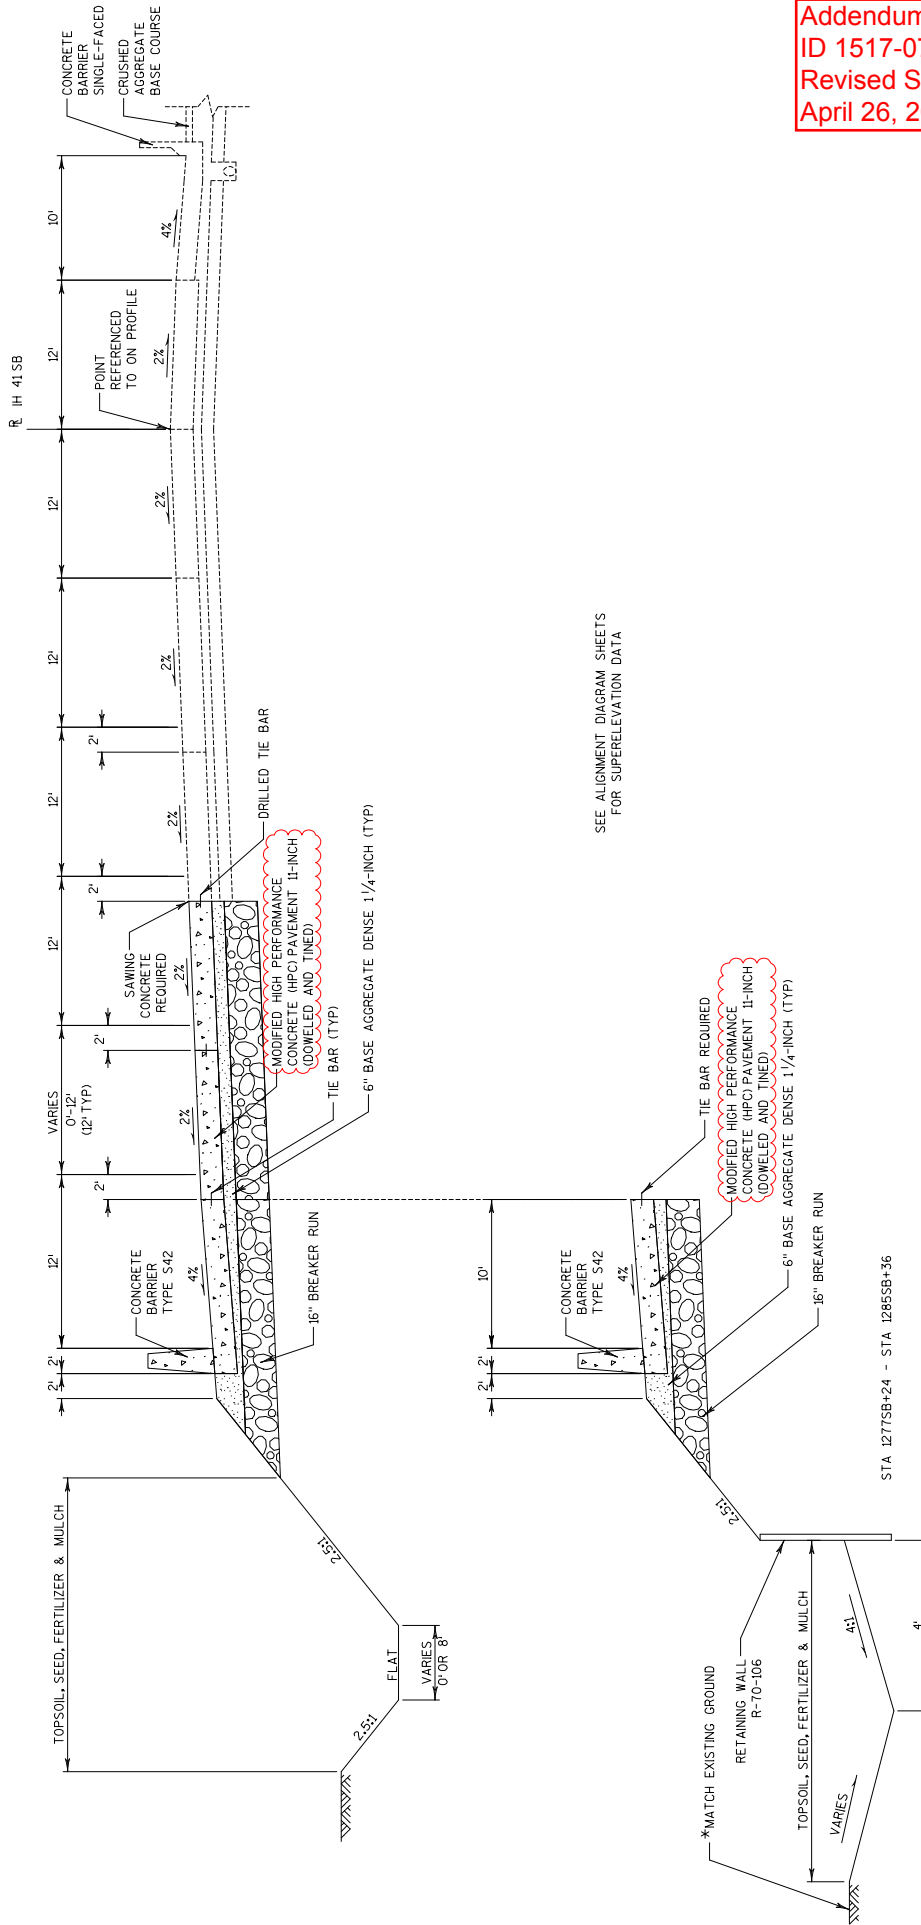 Addendum
ID 1517-07
Revised S
April 26, 2
℞ IH 41 SB
CONCRETE
BARRIER
SINGLE-FACED
CRUSHED
AGGREGATE
BASE COURSE
POINT
REFERENCED
TO ON PROFILE
10'
12'
12'
12'
12'
12'
VARIES
0'-12'
(12' TYP)
12'
2'
2'
2'
2'
2'
2'
4%
2%
2%
2%
2%
2%
2%
4%
SAWING
CONCRETE
REQUIRED
DRILLED TIE BAR
MODIFIED HIGH PERFORMANCE
CONCRETE (HPC) PAVEMENT 11-INCH
(DOWELED AND TINED)
TIE BAR (TYP)
6" BASE AGGREGATE DENSE 1 1/4-INCH (TYP)
CONCRETE
BARRIER
TYPE S42
16" BREAKER RUN
TOPSOIL, SEED, FERTILIZER & MULCH
2.5:1
FLAT
VARIES
0' OR 8'
2.5:1
SEE ALIGNMENT DIAGRAM SHEETS
FOR SUPERELEVATION DATA
10'
2'
2'
CONCRETE
BARRIER
TYPE S42
4%
TIE BAR REQUIRED
MODIFIED HIGH PERFORMANCE
CONCRETE (HPC) PAVEMENT 11-INCH
(DOWELED AND TINED)
6" BASE AGGREGATE DENSE 1 1/4-INCH (TYP)
16" BREAKER RUN
2.5:1
RETAINING WALL
R-70-106
TOPSOIL, SEED, FERTILIZER & MULCH
*MATCH EXISTING GROUND
VARIES
4:1
4'
STA 1277SB+24 - STA 1285SB+36